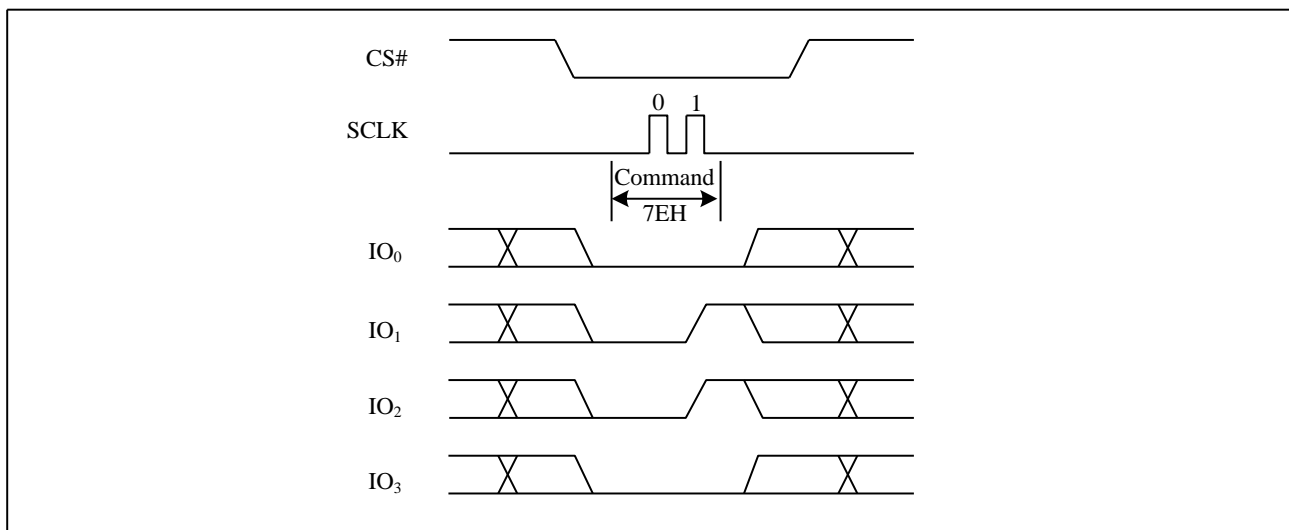 CS#
0 1
SCLK
Command
7EH
IO₀
IO₁
IO₂
IO₃